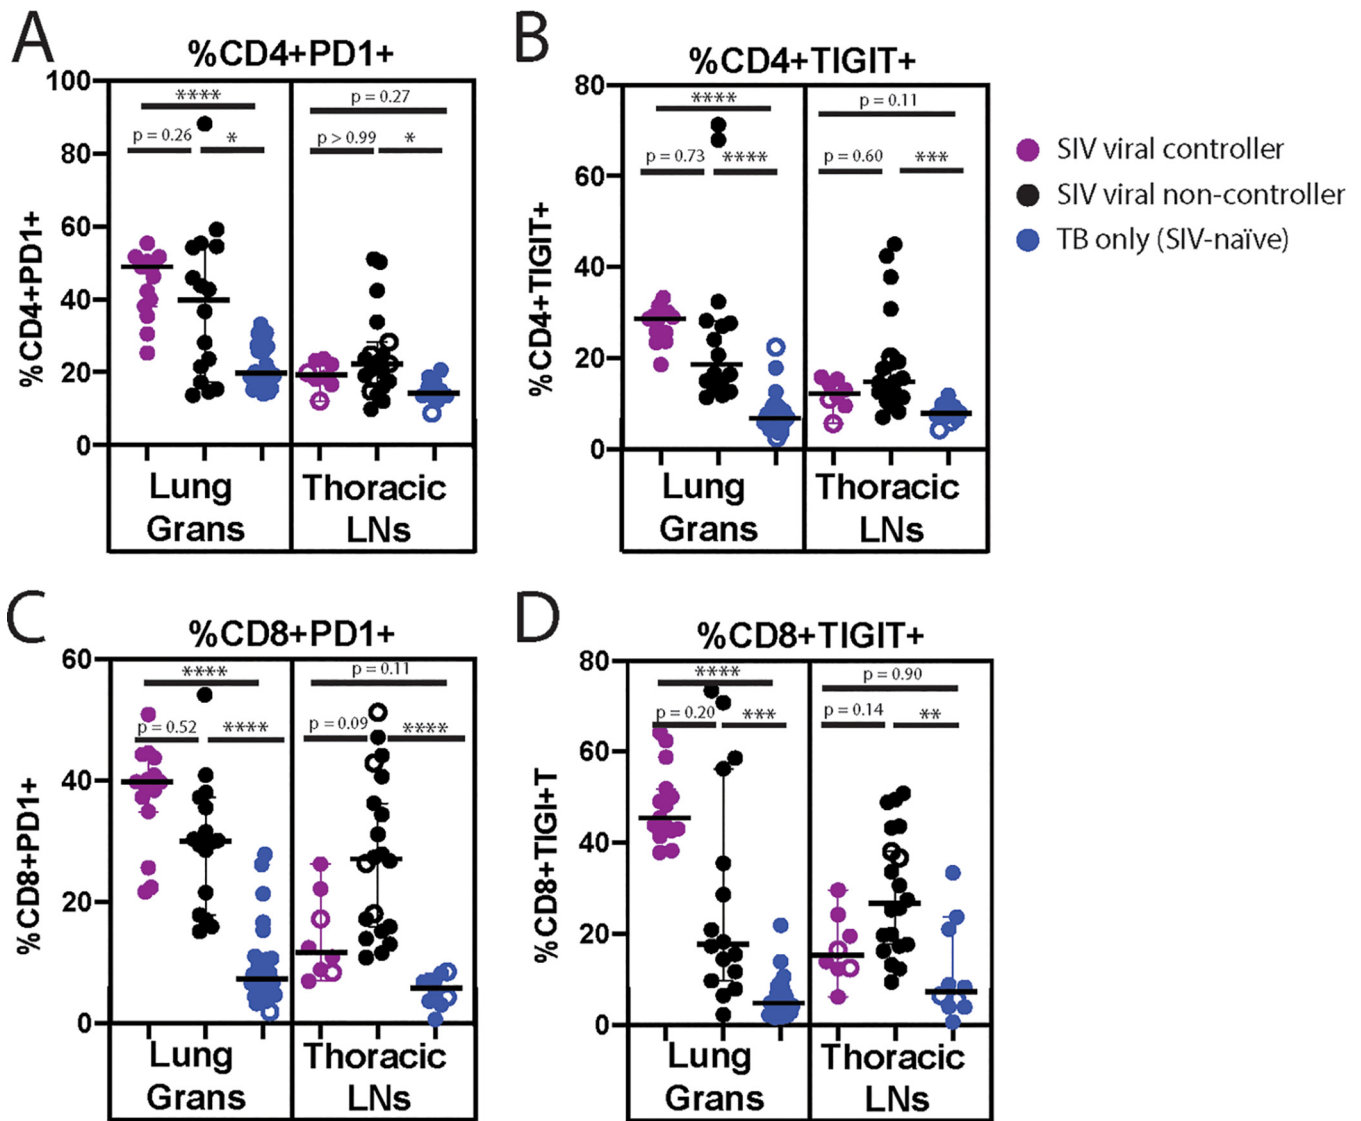 A
%CD4+PD1+
%CD4+PD1+
100
80
60
40
20
0
****
p = 0.26
*
p = 0.27
p > 0.99
*
Lung
Grans
Thoracic
LNs
B
%CD4+TIGIT+
%CD4+TIGIT+
80
60
40
20
0
****
p = 0.73
****
p = 0.11
p = 0.60
***
Lung
Grans
Thoracic
LNs
SIV viral controller
SIV viral non-controller
TB only (SIV-naïve)
C
%CD8+PD1+
%CD8+PD1+
60
40
20
0
****
p = 0.52
****
p = 0.11
p = 0.09
****
Lung
Grans
Thoracic
LNs
D
%CD8+TIGIT+
%CD8+TIGI+T
80
60
40
20
0
****
p = 0.20
***
p = 0.90
p = 0.14
**
Lung
Grans
Thoracic
LNs